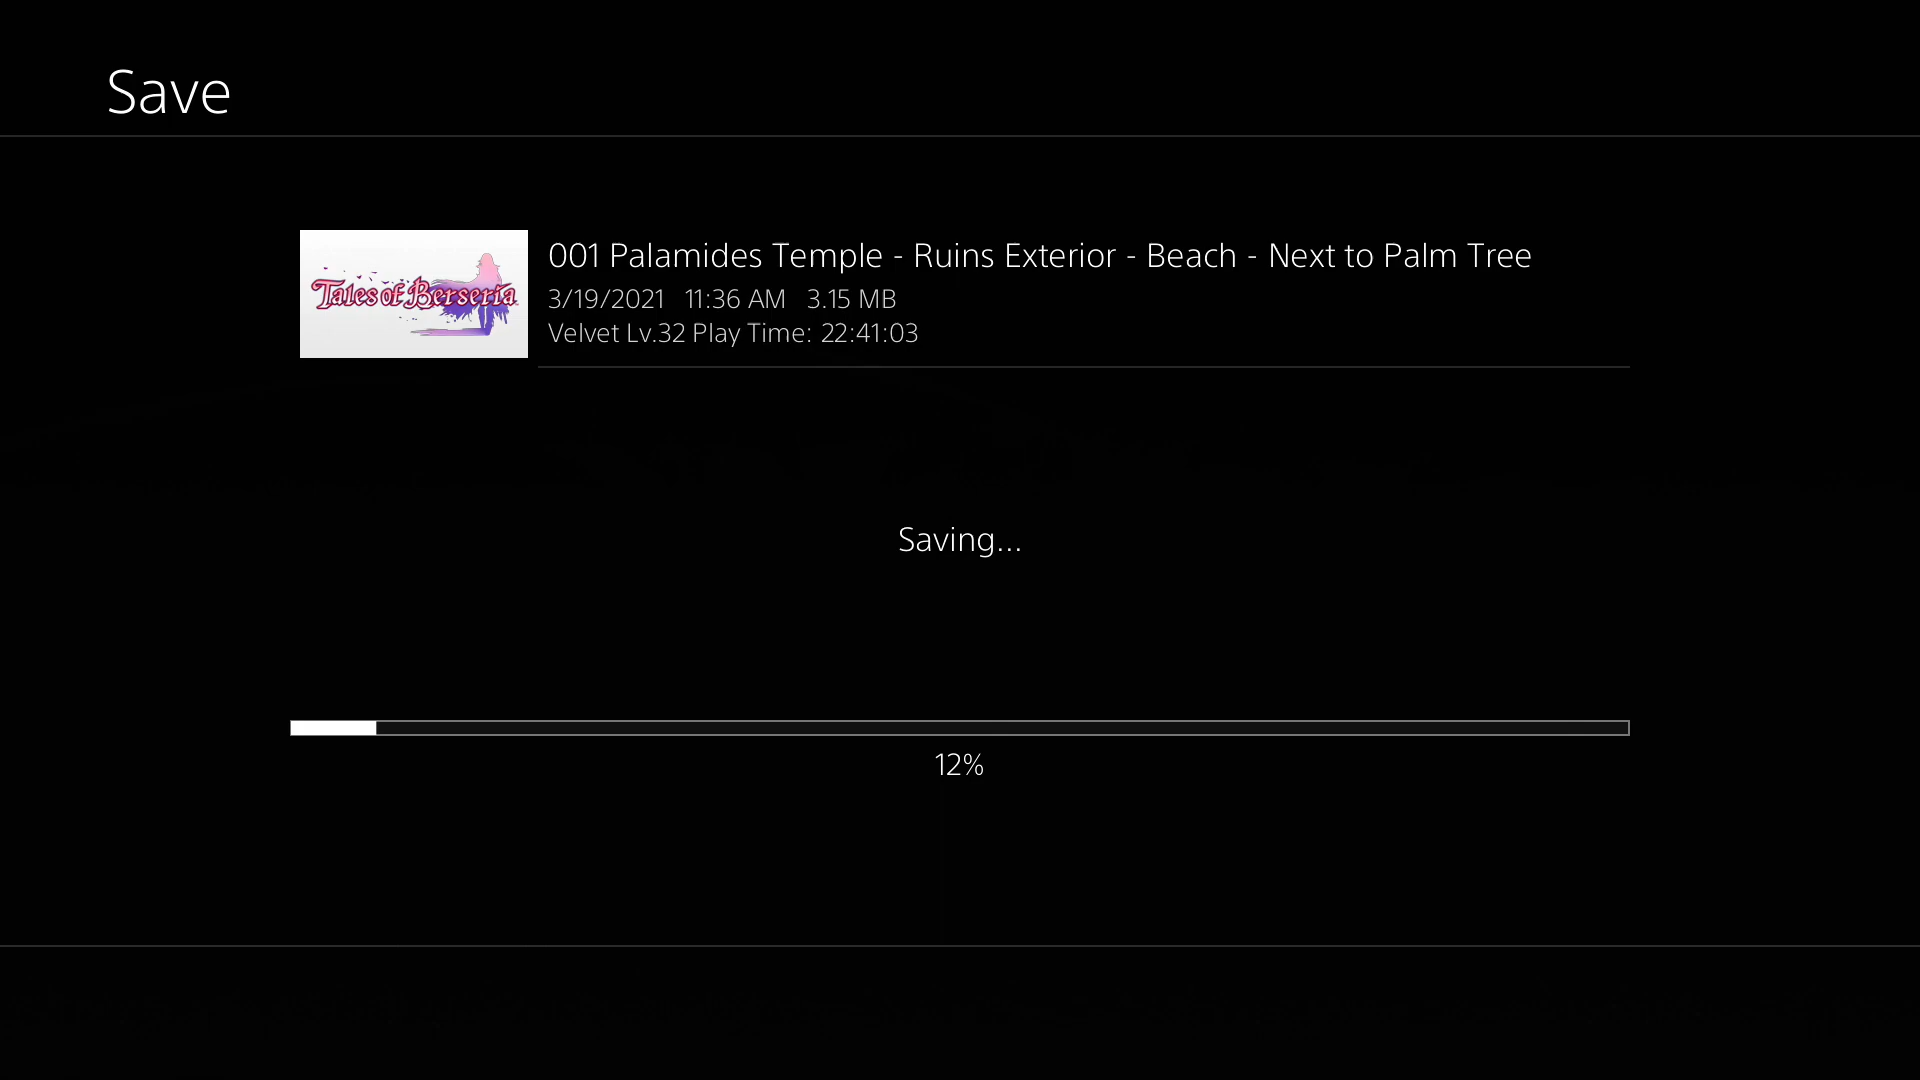 Save
Tales of Berseria
001 Palamides Temple - Ruins Exterior - Beach - Next to Palm Tree
3/19/2021 11:36 AM 3.15 MB
Velvet Lv.32 Play Time: 22:41:03
Saving...
12%